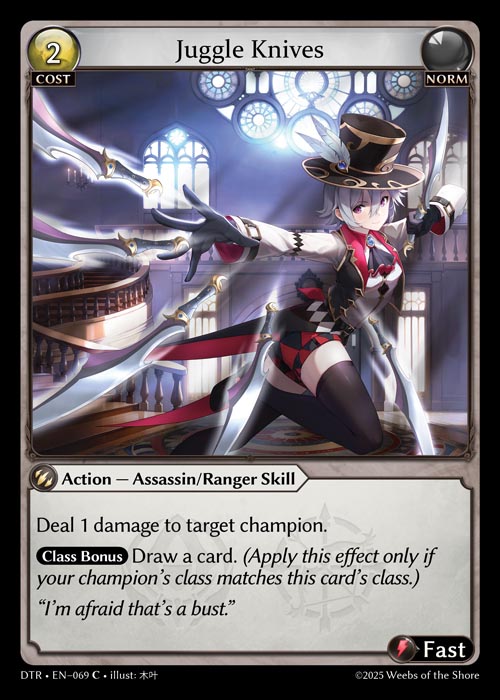 2
Juggle Knives
COST
NORM
Action — Assassin/Ranger Skill
Deal 1 damage to target champion.
Class Bonus Draw a card. (Apply this effect only if
your champion's class matches this card's class.)
"I'm afraid that's a bust."
Fast
DTR • EN–069 C • illust: 木叶
©2025 Weebs of the Shore